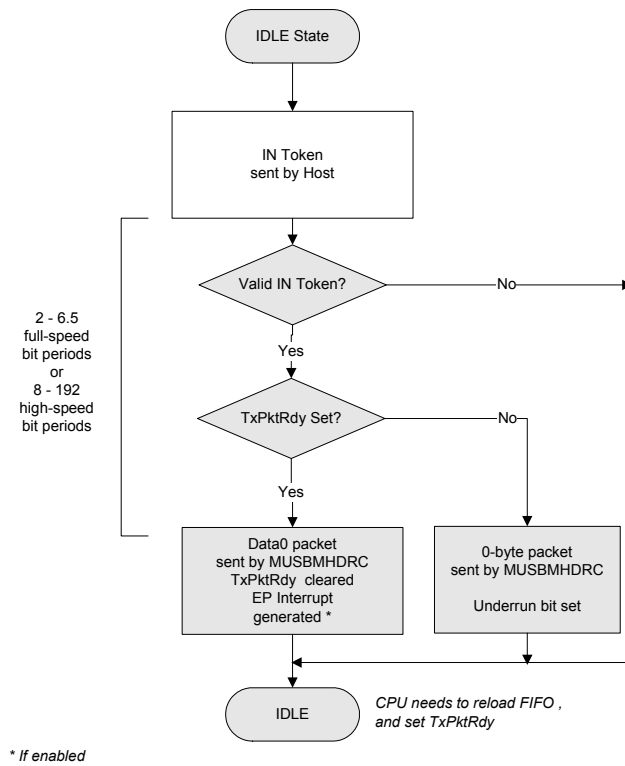 IDLE State
IN Token
sent by Host
Valid IN Token?
No
2 - 6.5
full-speed
bit periods
or
8 - 192
high-speed
bit periods
Yes
TxPktRdy Set?
No
Yes
Data0 packet
sent by MUSBMHDRC
TxPktRdy cleared
EP Interrupt
generated *
0-byte packet
sent by MUSBMHDRC
Underrun bit set
IDLE
CPU needs to reload FIFO ,
and set TxPktRdy
* If enabled